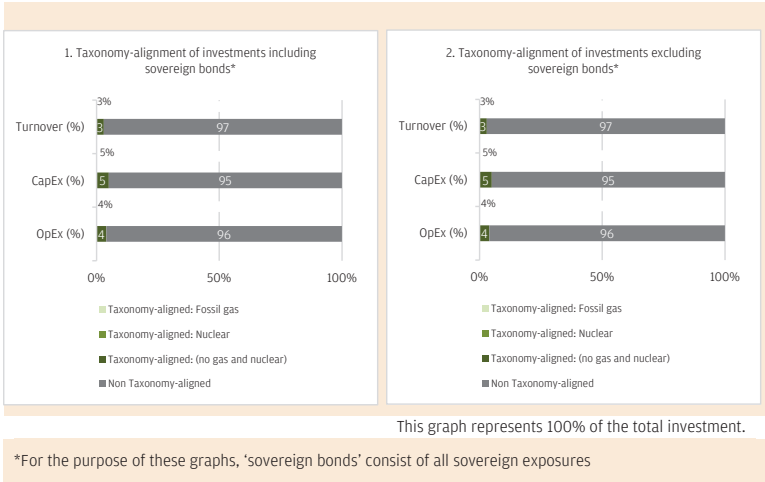 1. Taxonomy-alignment of investments including
sovereign bonds*
3%
Turnover (%)
3
97
5%
CapEx (%)
5
95
4%
OpEx (%)
4
96
0%
50%
100%
Taxonomy-aligned: Fossil gas
Taxonomy-aligned: Nuclear
Taxonomy-aligned: (no gas and nuclear)
Non Taxonomy-aligned
2. Taxonomy-alignment of investments excluding
sovereign bonds*
3%
Turnover (%)
3
97
5%
CapEx (%)
5
95
4%
OpEx (%)
4
96
0%
50%
100%
Taxonomy-aligned: Fossil gas
Taxonomy-aligned: Nuclear
Taxonomy-aligned: (no gas and nuclear)
Non Taxonomy-aligned
This graph represents 100% of the total investment.
*For the purpose of these graphs, ‘sovereign bonds’ consist of all sovereign exposures